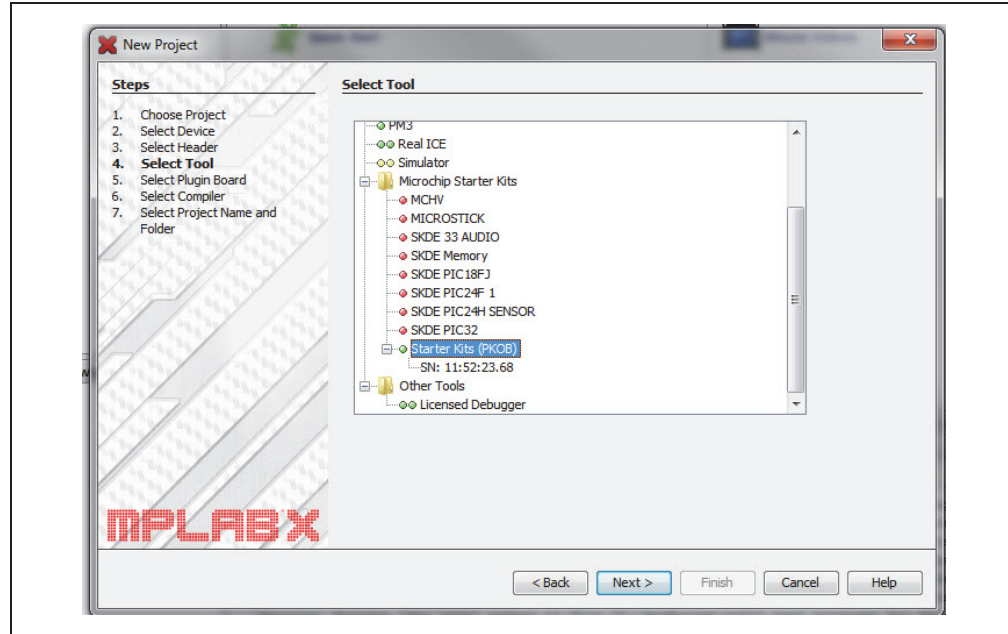 New Project
Steps
1. Choose Project
2. Select Device
3. Select Header
4. Select Tool
5. Select Plugin Board
6. Select Compiler
7. Select Project Name and
Folder
MPLAB X
Select Tool
PM3
Real ICE
Simulator
Microchip Starter Kits
MCHV
MICROSTICK
SKDE 33 AUDIO
SKDE Memory
SKDE PIC18FJ
SKDE PIC24F 1
SKDE PIC24H SENSOR
SKDE PIC32
Starter Kits (PKOB)
SN: 11:52:23.68
Other Tools
Licensed Debugger
< Back
Next >
Finish
Cancel
Help